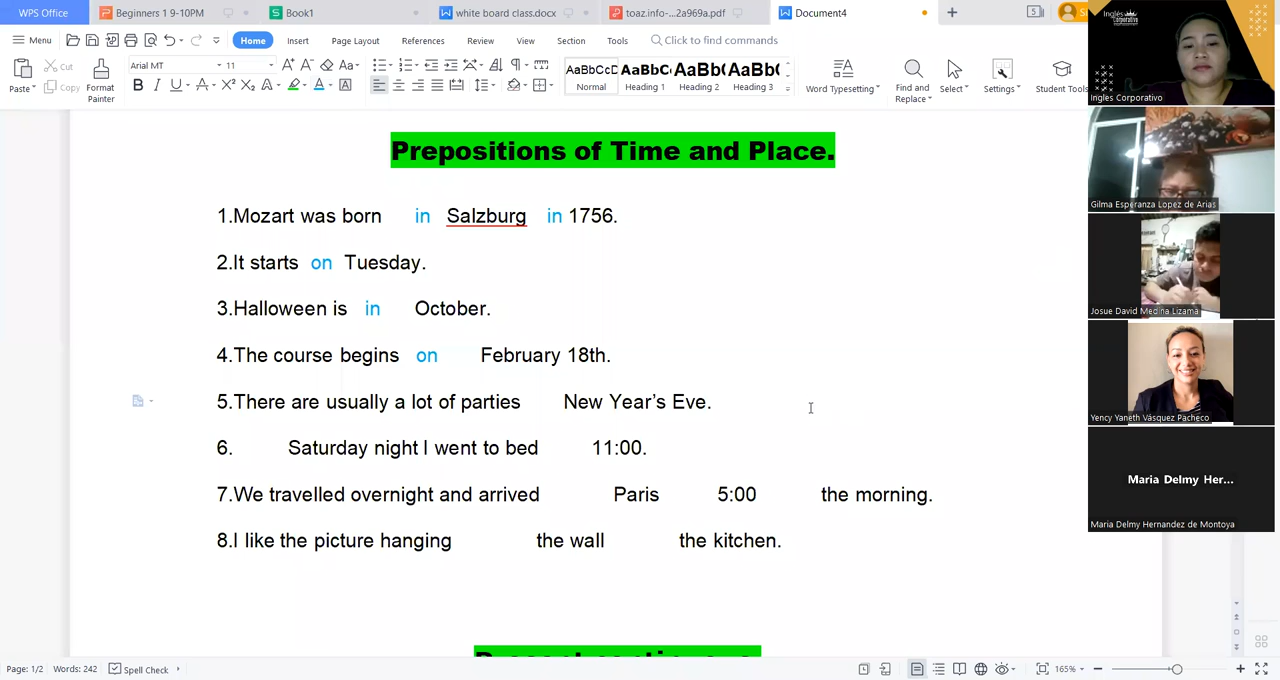 WPS Office Beginners 1 9-10PM Book1 white board class.docx toaz.info-...2a969a.pdf Document4
Menu Home Insert Page Layout References Review View Section Tools Click to find commands
Paste Cut Copy Format Painter Arial MT 11 AaBbCcD Normal AaBbC Heading 1 AaBb Heading 2 AaBb Heading 3 Word Typesetting Find and Replace Select Settings Student Tools
Prepositions of Time and Place.
1.Mozart was born in Salzburg in 1756.
2.It starts on Tuesday.
3.Halloween is in October.
4.The course begins on February 18th.
5.There are usually a lot of parties New Year's Eve.
6. Saturday night I went to bed 11:00.
7.We travelled overnight and arrived Paris 5:00 the morning.
8.I like the picture hanging the wall the kitchen.
Inglés
Corporativo
Ingles Corporativo
Gilma Esperanza Lopez de Arias
Josue David Medina Lizama
Yency Yaneth Vásquez Pacheco
Maria Delmy Her...
Maria Delmy Hernandez de Montoya
Page: 1/2 Words: 242 Spell Check 165%